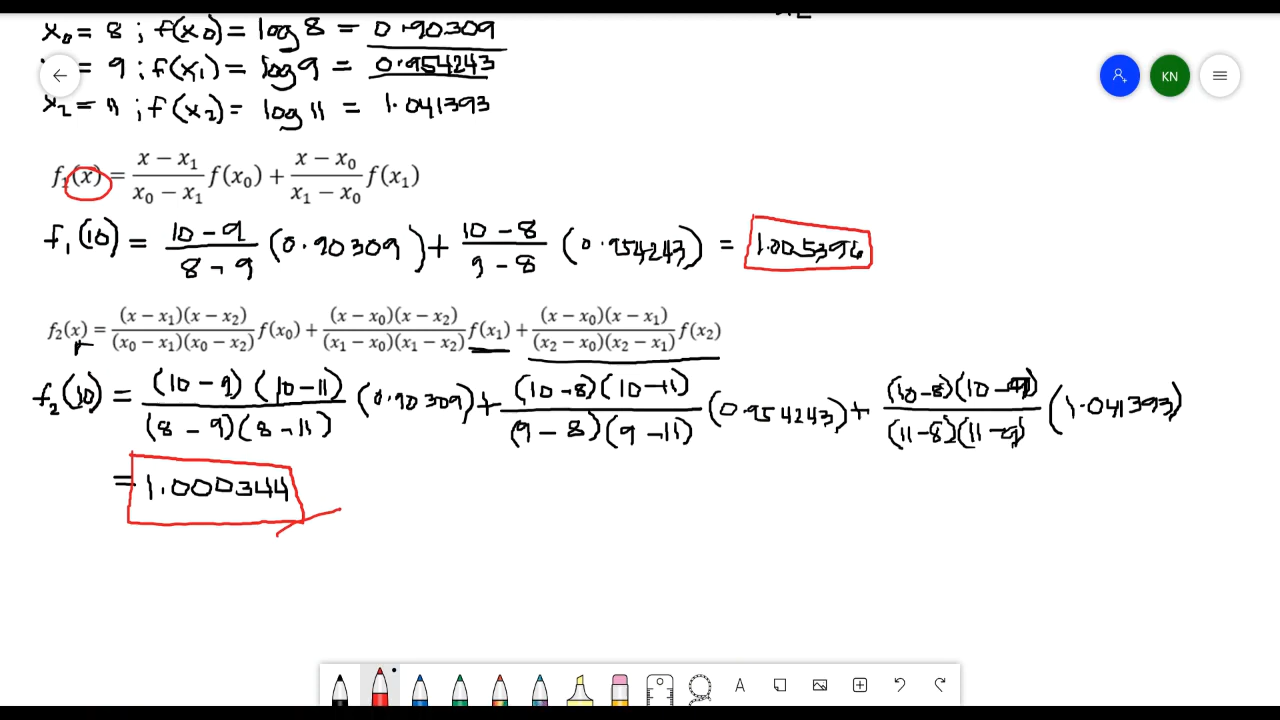 x₀ = 8 ; f(x₀) = log 8 = 0.90309
= 9 ; f(x₁) = log 9 = 0.954243
x₂ = 11 ; f(x₂) = log 11 = 1.041393
KN
f₁(x) = (x − x₁)/(x₀ − x₁) f(x₀) + (x − x₀)/(x₁ − x₀) f(x₁)
f₁(10) = (10 − 9)/(8 − 9) (0.90309) + (10 − 8)/(9 − 8) (0.954243) = 1.005396
f₂(x) = (x − x₁)(x − x₂)/(x₀ − x₁)(x₀ − x₂) f(x₀) + (x − x₀)(x − x₂)/(x₁ − x₀)(x₁ − x₂) f(x₁) + (x − x₀)(x − x₁)/(x₂ − x₀)(x₂ − x₁) f(x₂)
f₂(10) = (10 − 9)(10 − 11)/(8 − 9)(8 − 11) (0.90309) + (10 − 8)(10 − 11)/(9 − 8)(9 − 11) (0.954243) + (10 − 8)(10 − 9)/(11 − 8)(11 − 9) (1.041393)
= 1.000344
A